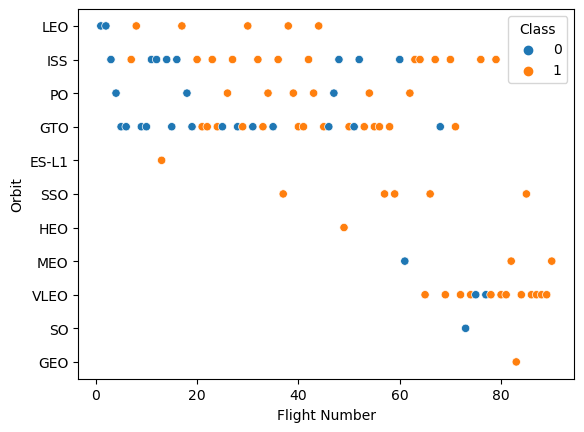 LEO
ISS
PO
GTO
ES-L1
SSO
HEO
MEO
VLEO
SO
GEO
Orbit
Class
0
1
0 20 40 60 80
Flight Number